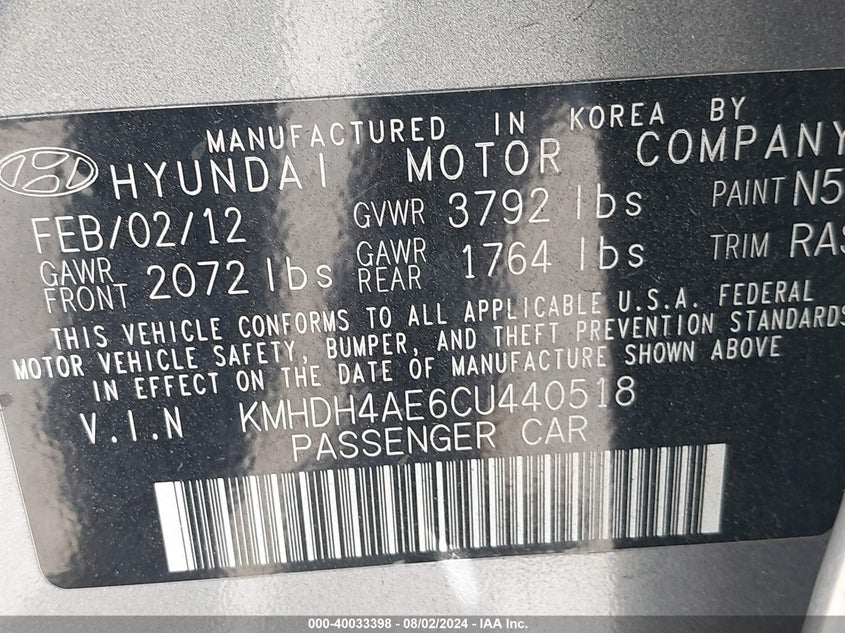 MANUFACTURED IN KOREA BY
HYUNDAI MOTOR COMPANY
FEB/02/12 GVWR 3792 lbs PAINT N5
GAWR FRONT 2072 lbs GAWR REAR 1764 lbs TRIM RAS
THIS VEHICLE CONFORMS TO ALL APPLICABLE U.S.A. FEDERAL
MOTOR VEHICLE SAFETY, BUMPER, AND THEFT PREVENTION STANDARDS
IN EFFECT ON THE DATE OF MANUFACTURE SHOWN ABOVE
V.I.N KMHDH4AE6CU440518
PASSENGER CAR
000-40033398 - 08/02/2024 - © IAA, Inc.